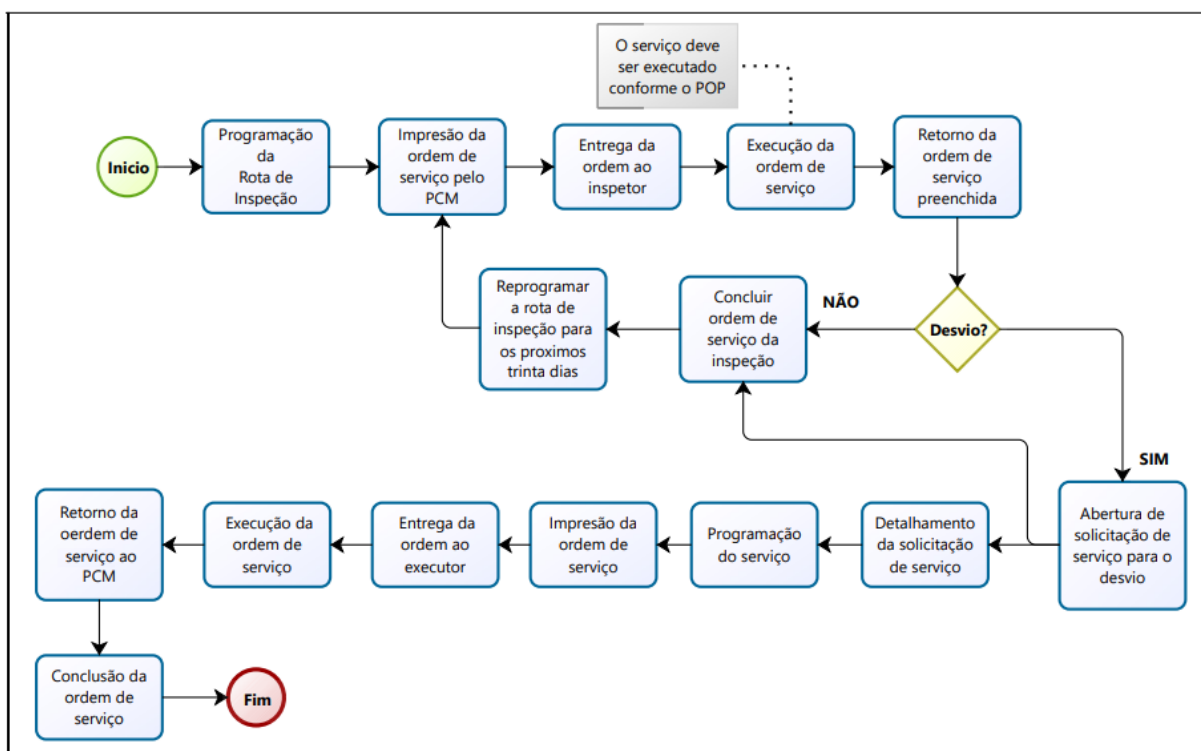 O serviço deve
ser executado
conforme o POP
Inicio
Programação
da
Rota de
Inspeção
Impresão da
ordem de
serviço pelo
PCM
Entrega da
ordem ao
inspetor
Execução da
ordem de
serviço
Retorno da
ordem de
serviço
preenchida
Desvio?
NÃO
Concluir
ordem de
serviço da
inspeção
Reprogramar
a rota de
inspeção para
os proximos
trinta dias
SIM
Abertura de
solicitação de
serviço para o
desvio
Detalhamento
da solicitação
de serviço
Programação
do serviço
Impresão da
ordem de
serviço
Entrega da
ordem ao
executor
Execução da
ordem de
serviço
Retorno da
oerdem de
serviço ao
PCM
Conclusão da
ordem de
serviço
Fim